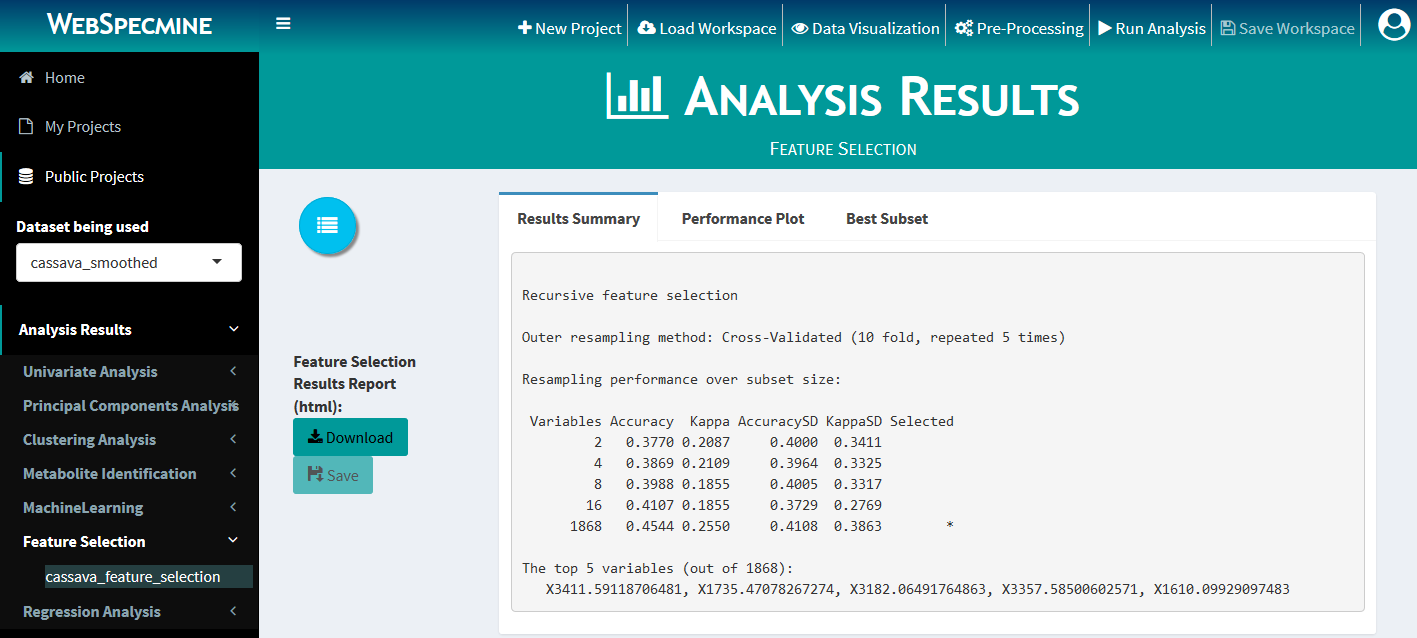 WebSpecmine
New Project
Load Workspace
Data Visualization
Pre-Processing
Run Analysis
Save Workspace
Home
My Projects
Public Projects
Dataset being used
cassava_smoothed
Analysis Results
Univariate Analysis
Principal Components Analysis
Clustering Analysis
Metabolite Identification
MachineLearning
Feature Selection
cassava_feature_selection
Regression Analysis
Analysis Results
Feature Selection
Feature Selection
Results Report
(html):
Download
Save
Results Summary Performance Plot Best Subset
Recursive feature selection
Outer resampling method: Cross-Validated (10 fold, repeated 5 times)
Resampling performance over subset size:
Variables Accuracy Kappa AccuracySD KappaSD Selected
2 0.3770 0.2087 0.4000 0.3411
4 0.3869 0.2109 0.3964 0.3325
8 0.3988 0.1855 0.4005 0.3317
16 0.4107 0.1855 0.3729 0.2769
1868 0.4544 0.2550 0.4108 0.3863 *
The top 5 variables (out of 1868):
X3411.59118706481, X1735.47078267274, X3182.06491764863, X3357.58500602571, X1610.09929097483